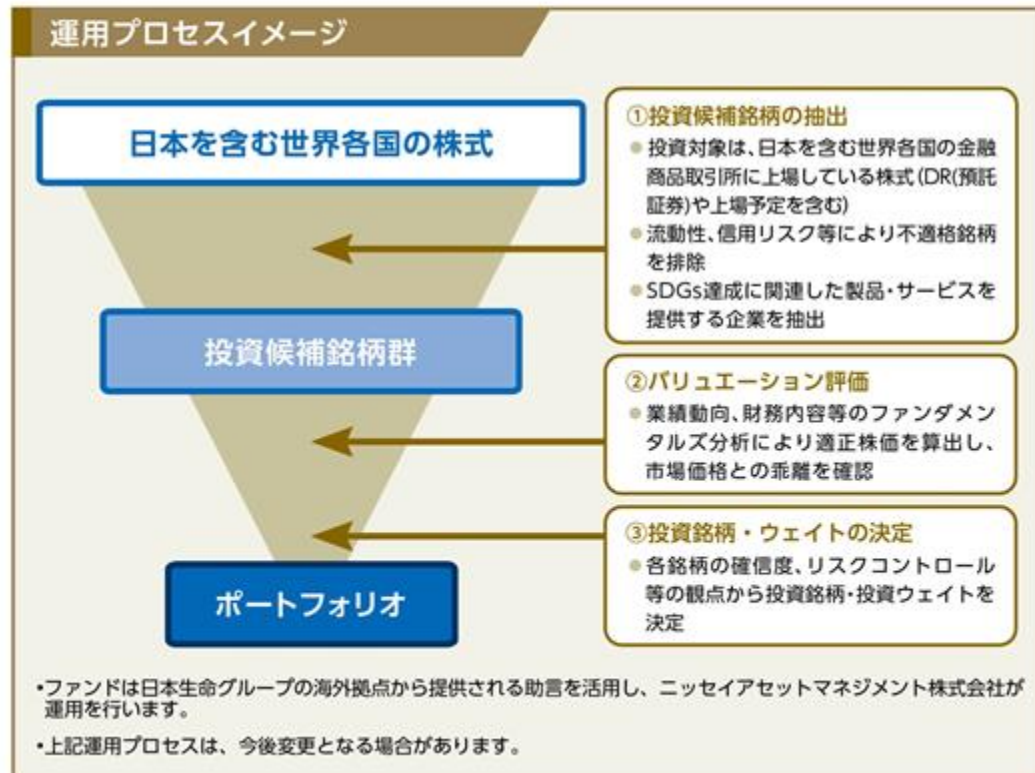 運用プロセスイメージ
日本を含む世界各国の株式
投資候補銘柄群
ポートフォリオ
①投資候補銘柄の抽出
●投資対象は、日本を含む世界各国の金融
商品取引所に上場している株式(DR(預託
証券)や上場予定を含む)
●流動性、信用リスク等により不適格銘柄
を排除
●SDGs達成に関連した製品・サービスを
提供する企業を抽出
②バリュエーション評価
●業績動向、財務内容等のファンダメン
タルズ分析により適正株価を算出し、
市場価格との乖離を確認
③投資銘柄・ウェイトの決定
●各銘柄の確信度、リスクコントロール
等の観点から投資銘柄・投資ウェイトを
決定
•ファンドは日本生命グループの海外拠点から提供される助言を活用し、ニッセイアセットマネジメント株式会社が
運用を行います。
•上記運用プロセスは、今後変更となる場合があります。